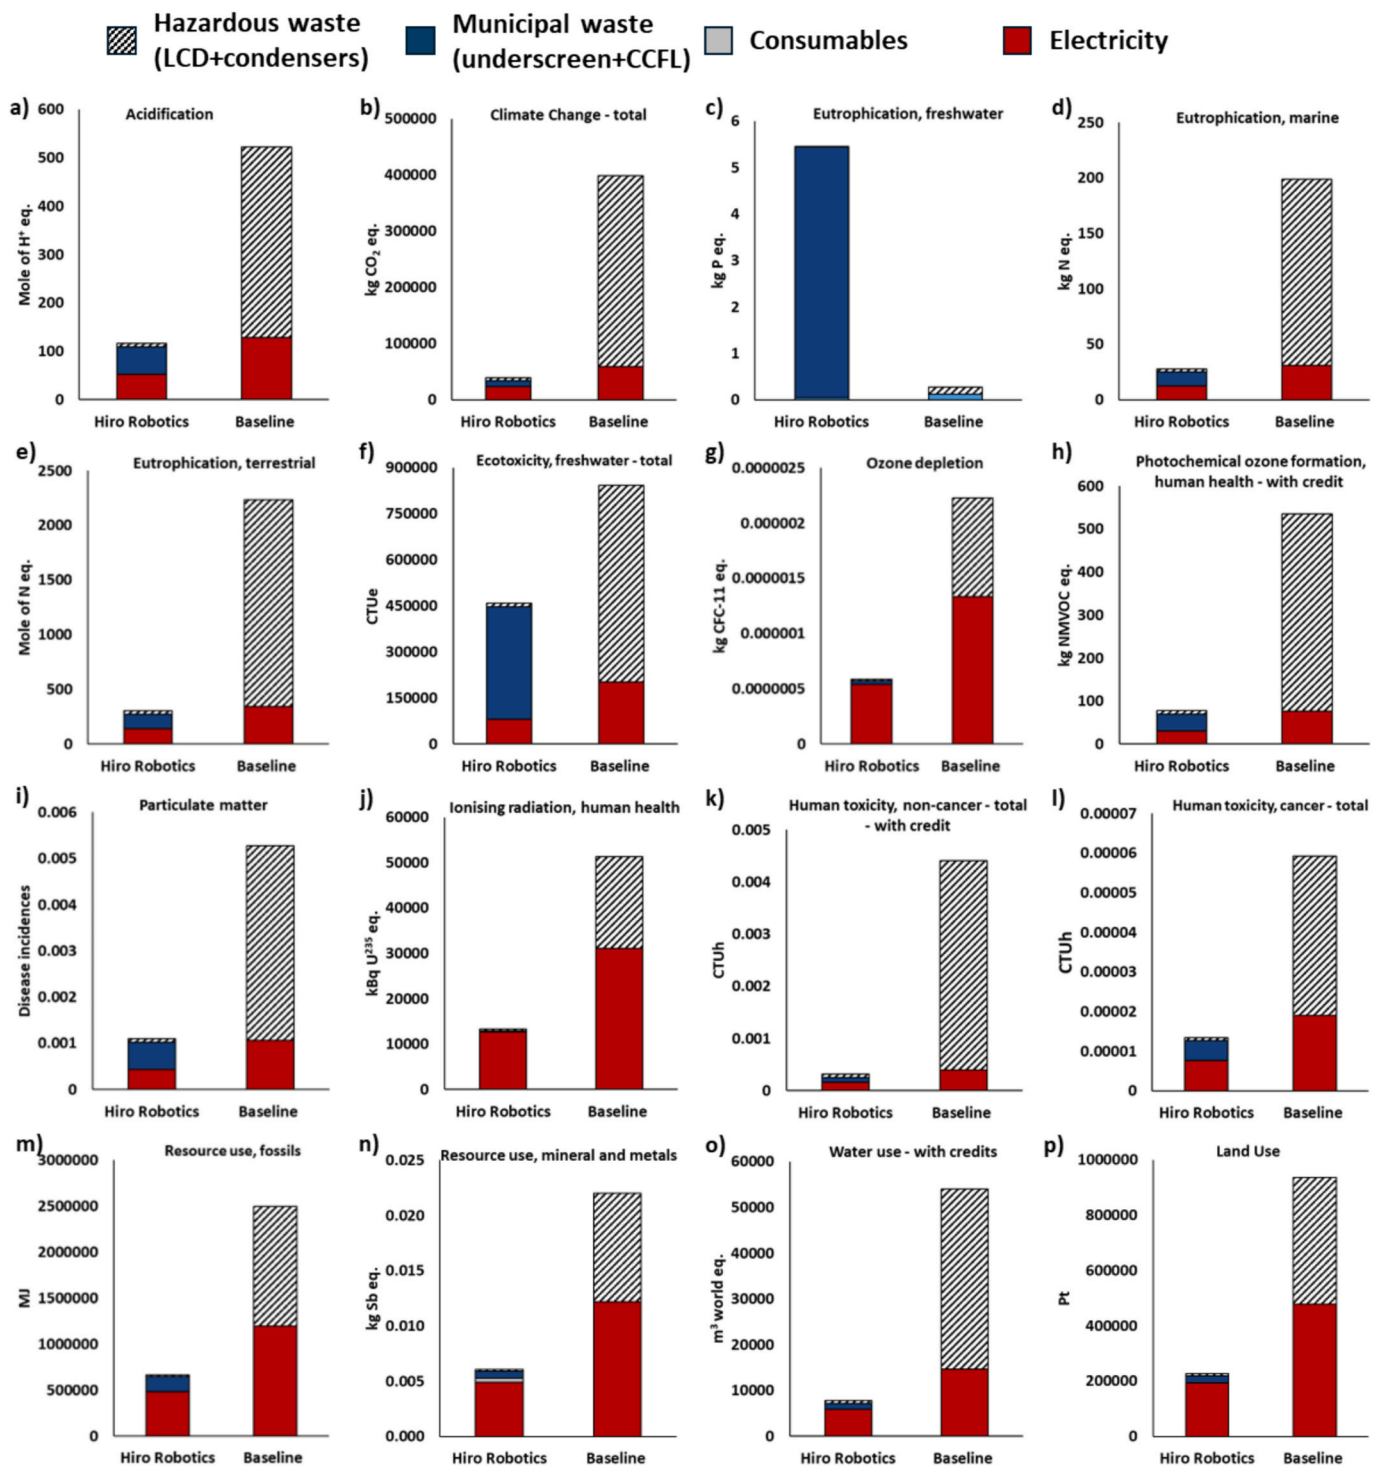 Hazardous waste
(LCD+condensers)
Municipal waste
(underscreen+CCFL)
Consumables
Electricity
a)
Acidification
600
500
400
300
200
100
0
Mole of H⁺ eq.
Hiro Robotics
Baseline
b)
Climate Change - total
500000
400000
300000
200000
100000
0
kg CO₂ eq.
Hiro Robotics
Baseline
c)
Eutrophication, freshwater
6
5
4
3
2
1
0
kg P eq.
Hiro Robotics
Baseline
d)
Eutrophication, marine
250
200
150
100
50
0
kg N eq.
Hiro Robotics
Baseline
e)
Eutrophication, terrestrial
2500
2000
1500
1000
500
0
Mole of N eq.
Hiro Robotics
Baseline
f)
Ecotoxicity, freshwater - total
900000
750000
600000
450000
300000
150000
0
CTUe
Hiro Robotics
Baseline
g)
Ozone depletion
0.0000025
0.000002
0.0000015
0.000001
0.0000005
0
kg CFC-11 eq.
Hiro Robotics
Baseline
h)
Photochemical ozone formation,
human health - with credit
600
500
400
300
200
100
0
kg NMVOC eq.
Hiro Robotics
Baseline
i)
Particulate matter
0.006
0.005
0.004
0.003
0.002
0.001
0
Disease incidences
Hiro Robotics
Baseline
j)
Ionising radiation, human health
60000
50000
40000
30000
20000
10000
0
kBq U²³⁵ eq.
Hiro Robotics
Baseline
k)
Human toxicity, non-cancer - total
- with credit
0.005
0.004
0.003
0.002
0.001
0
CTUh
Hiro Robotics
Baseline
l)
Human toxicity, cancer - total
0.00007
0.00006
0.00005
0.00004
0.00003
0.00002
0.00001
0
CTUh
Hiro Robotics
Baseline
m)
Resource use, fossils
3000000
2500000
2000000
1500000
1000000
500000
0
MJ
Hiro Robotics
Baseline
n)
Resource use, mineral and metals
0.025
0.020
0.015
0.010
0.005
0.000
kg Sb eq.
Hiro Robotics
Baseline
o)
Water use - with credits
60000
50000
40000
30000
20000
10000
0
m³ world eq.
Hiro Robotics
Baseline
p)
Land Use
1000000
800000
600000
400000
200000
0
Pt
Hiro Robotics
Baseline